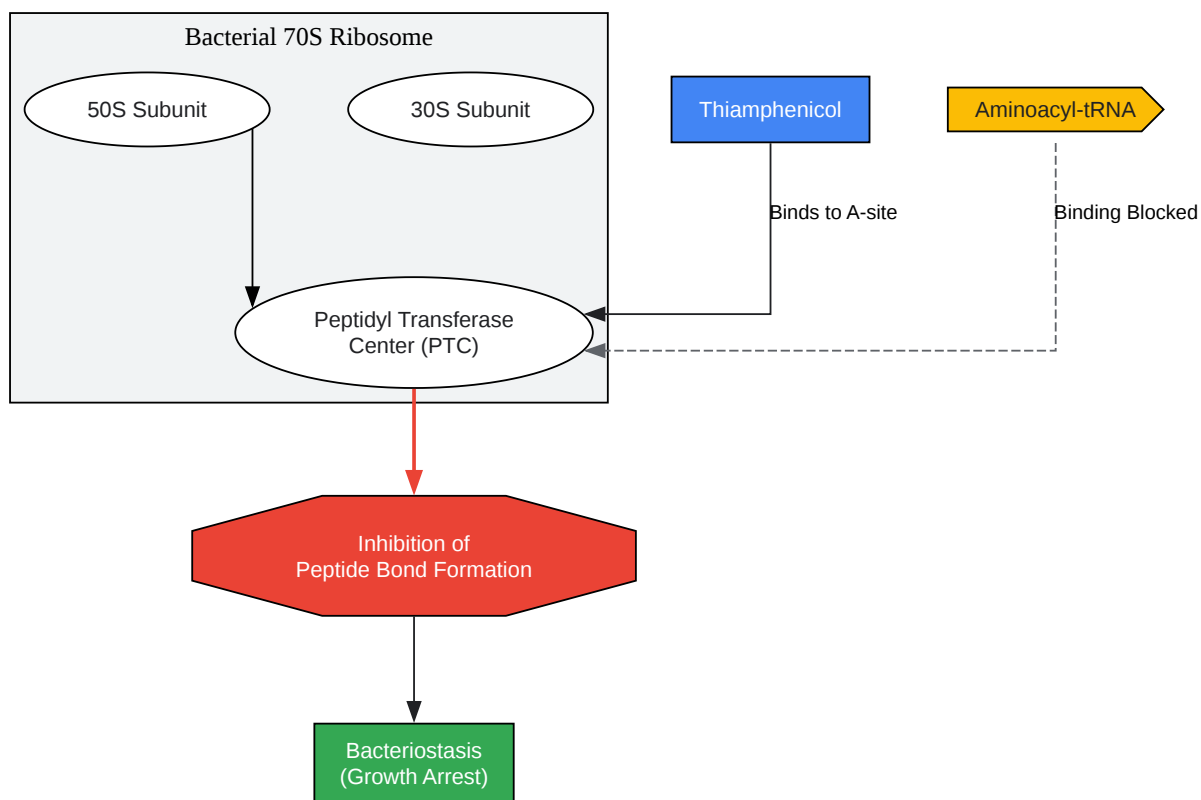 Bacterial 70S Ribosome
50S Subunit
30S Subunit
Thiamphenicol
Aminoacyl-tRNA
Binds to A-site
Binding Blocked
Peptidyl Transferase
Center (PTC)
Inhibition of
Peptide Bond Formation
Bacteriostasis
(Growth Arrest)